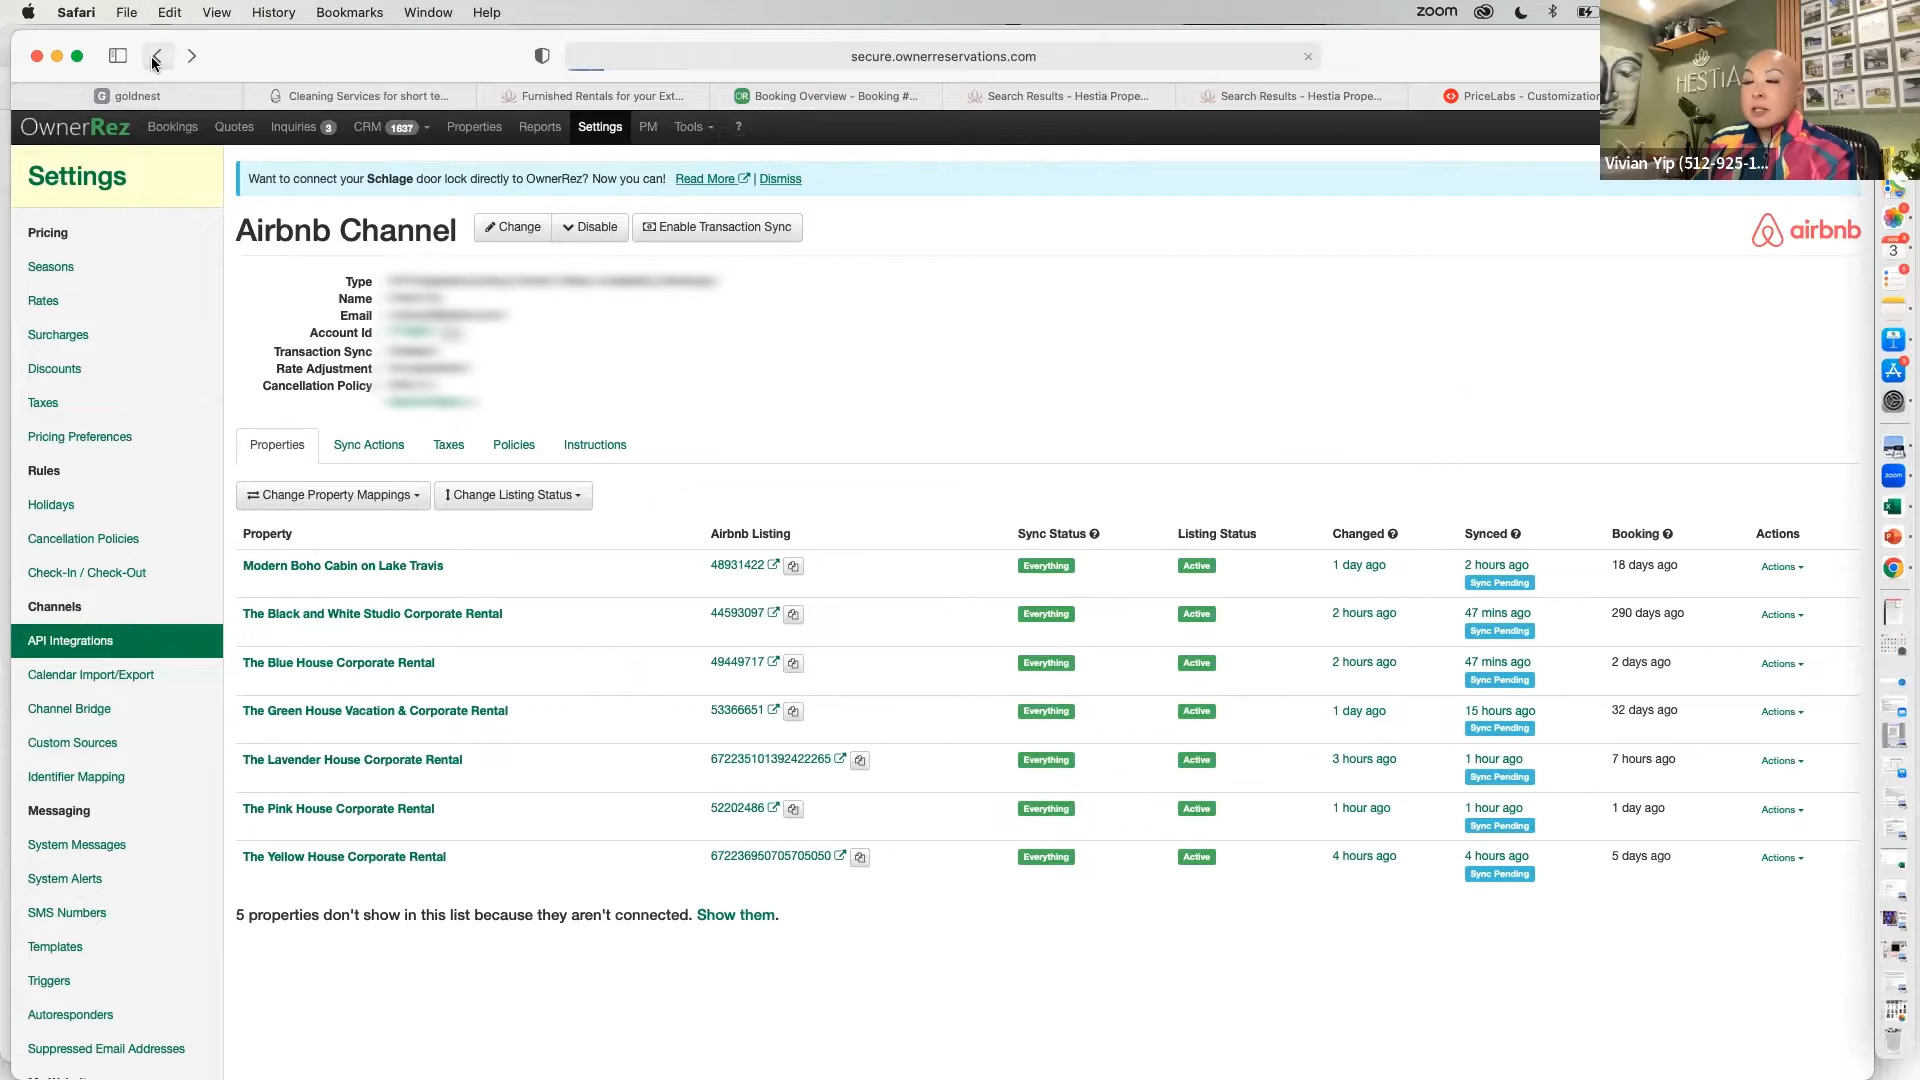 Safari File Edit View History Bookmarks Window Help zoom
secure.ownerreservations.com
goldnest Cleaning Services for short te... Furnished Rentals for your Ext... Booking Overview - Booking #... Search Results - Hestia Prope... Search Results - Hestia Prope... PriceLabs - Customization
HESTIA
Vivian Yip (512-925-1...
OwnerRez Bookings Quotes Inquiries 3 CRM 1637 Properties Reports Settings PM Tools ?
Settings
Pricing
Seasons
Rates
Surcharges
Discounts
Taxes
Pricing Preferences
Rules
Holidays
Cancellation Policies
Check-In / Check-Out
Channels
API Integrations
Calendar Import/Export
Channel Bridge
Custom Sources
Identifier Mapping
Messaging
System Messages
System Alerts
SMS Numbers
Templates
Triggers
Autoresponders
Suppressed Email Addresses
Want to connect your Schlage door lock directly to OwnerRez? Now you can! Read More | Dismiss
Airbnb Channel Change Disable Enable Transaction Sync airbnb
Type
Name
Email
Account Id
Transaction Sync
Rate Adjustment
Cancellation Policy
Properties Sync Actions Taxes Policies Instructions
Change Property Mappings Change Listing Status
Property Airbnb Listing Sync Status Listing Status Changed Synced Booking Actions
Modern Boho Cabin on Lake Travis 48931422 Everything Active 1 day ago 2 hours ago 18 days ago Actions
Sync Pending
The Black and White Studio Corporate Rental 44593097 Everything Active 2 hours ago 47 mins ago 290 days ago Actions
Sync Pending
The Blue House Corporate Rental 49449717 Everything Active 2 hours ago 47 mins ago 2 days ago Actions
Sync Pending
The Green House Vacation & Corporate Rental 53366651 Everything Active 1 day ago 15 hours ago 32 days ago Actions
Sync Pending
The Lavender House Corporate Rental 672235101392422265 Everything Active 3 hours ago 1 hour ago 7 hours ago Actions
Sync Pending
The Pink House Corporate Rental 52202486 Everything Active 1 hour ago 1 hour ago 1 day ago Actions
Sync Pending
The Yellow House Corporate Rental 672236950705705050 Everything Active 4 hours ago 4 hours ago 5 days ago Actions
Sync Pending
5 properties don't show in this list because they aren't connected. Show them.
3
zoom